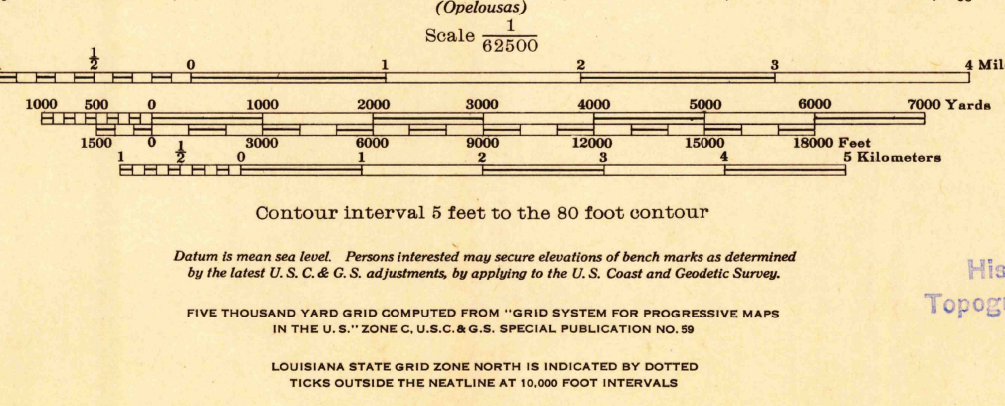 (Opelousas)
Scale 1/62500
1/2 0 1 2 3 4
1000 500 0 1000 2000 3000 4000 5000 6000 7000 Yards
1500 0 3000 6000 9000 12000 15000 18000 Feet
1 1/2 0 1 2 3 4 5 Kilometers
Contour interval 5 feet to the 80 foot contour
Datum is mean sea level. Persons interested may secure elevations of bench marks as determined
by the latest U. S. C. & G. S. adjustments, by applying to the U. S. Coast and Geodetic Survey.
FIVE THOUSAND YARD GRID COMPUTED FROM "GRID SYSTEM FOR PROGRESSIVE MAPS
IN THE U. S." ZONE C, U.S.C.& G.S. SPECIAL PUBLICATION NO. 59
LOUISIANA STATE GRID ZONE NORTH IS INDICATED BY DOTTED
TICKS OUTSIDE THE NEATLINE AT 10,000 FOOT INTERVALS